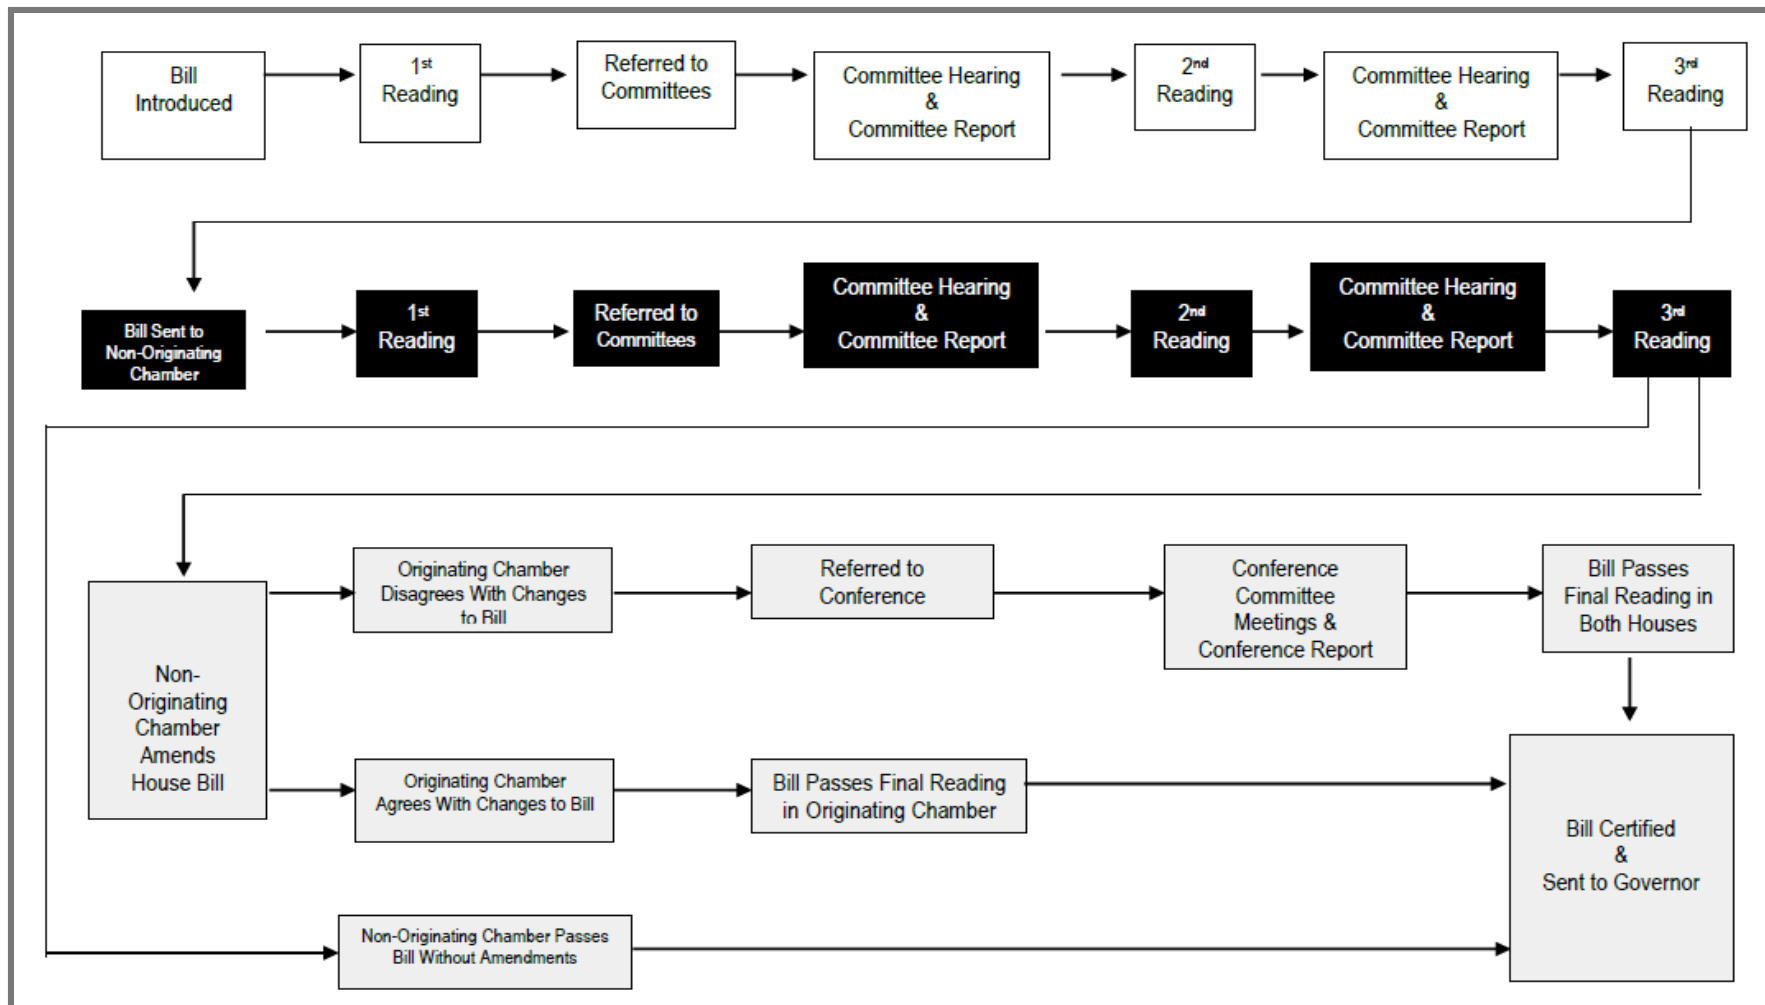 Bill
Introduced
1st
Reading
Referred to
Committees
Committee Hearing
&
Committee Report
2nd
Reading
Committee Hearing
&
Committee Report
3rd
Reading
Bill Sent to
Non-Originating
Chamber
1st
Reading
Referred to
Committees
Committee Hearing
&
Committee Report
2nd
Reading
Committee Hearing
&
Committee Report
3rd
Reading
Non-
Originating
Chamber
Amends
House Bill
Originating Chamber
Disagrees With Changes
to Bill
Referred to
Conference
Conference
Committee
Meetings &
Conference Report
Bill Passes
Final Reading in
Both Houses
Originating Chamber
Agrees With Changes to Bill
Bill Passes Final Reading
in Originating Chamber
Bill Certified
&
Sent to Governor
Non-Originating Chamber Passes
Bill Without Amendments